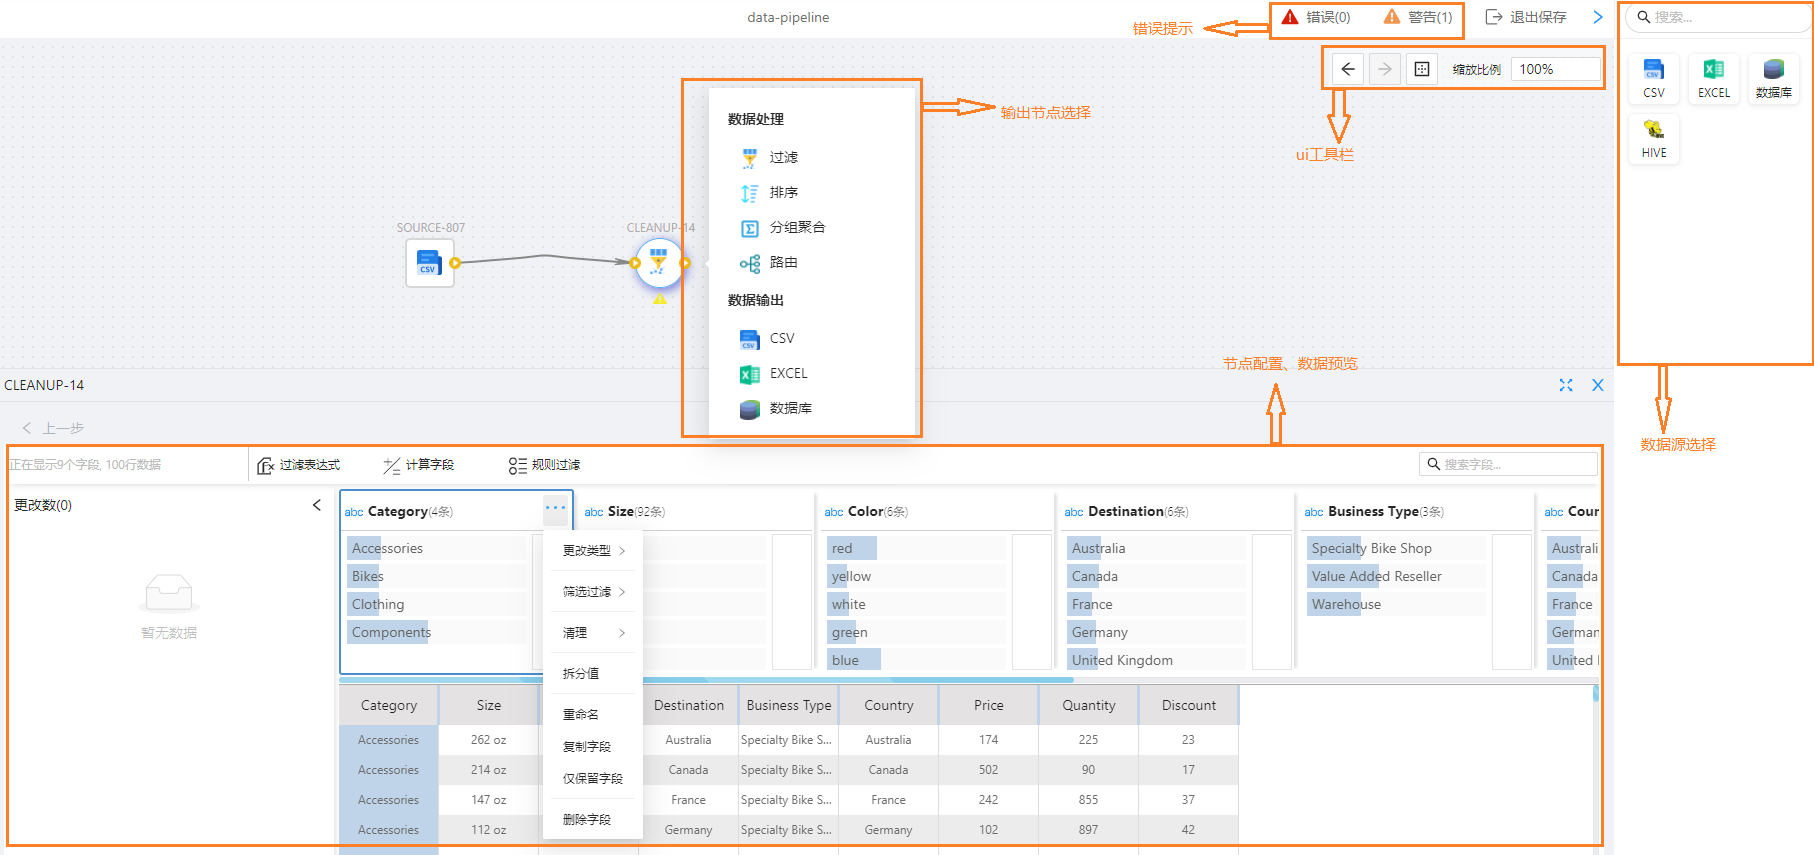 data-pipeline
错误提示
错误(0)
警告(1)
退出保存
搜索...
缩放比例
100%
ui工具栏
CSV
EXCEL
数据库
HIVE
数据源选择
输出节点选择
数据处理
过滤
排序
分组聚合
路由
数据输出
CSV
EXCEL
数据库
SOURCE-807
CSV
CLEANUP-14
节点配置、数据预览
CLEANUP-14
上一步
正在显示9个字段, 100行数据
过滤表达式
计算字段
规则过滤
搜索字段...
更改数(0)
暂无数据
abc Category(4条)
Accessories
Bikes
Clothing
Components
更改类型
筛选过滤
清理
拆分值
重命名
复制字段
仅保留字段
删除字段
abc Size(92条)
abc Color(6条)
red
yellow
white
green
blue
abc Destination(6条)
Australia
Canada
France
Germany
United Kingdom
abc Business Type(3条)
Specialty Bike Shop
Value Added Reseller
Warehouse
abc Cour
Australi
Canada
France
German
United
Category Size Destination Business Type Country Price Quantity Discount
Accessories 262 oz Australia Specialty Bike S... Australia 174 225 23
Accessories 214 oz Canada Specialty Bike S... Canada 502 90 17
Accessories 147 oz France Specialty Bike S... France 242 855 37
Accessories 112 oz Germany Specialty Bike S... Germany 102 897 42